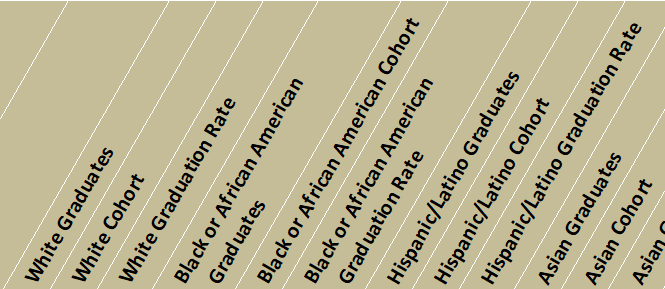 White Graduates
White Cohort
White Graduation Rate
Black or African American
Graduates
Black or African American Cohort
Black or African American
Graduation Rate
Hispanic/Latino Graduates
Hispanic/Latino Cohort
Hispanic/Latino Graduation Rate
Asian Graduates
Asian Cohort
Asian